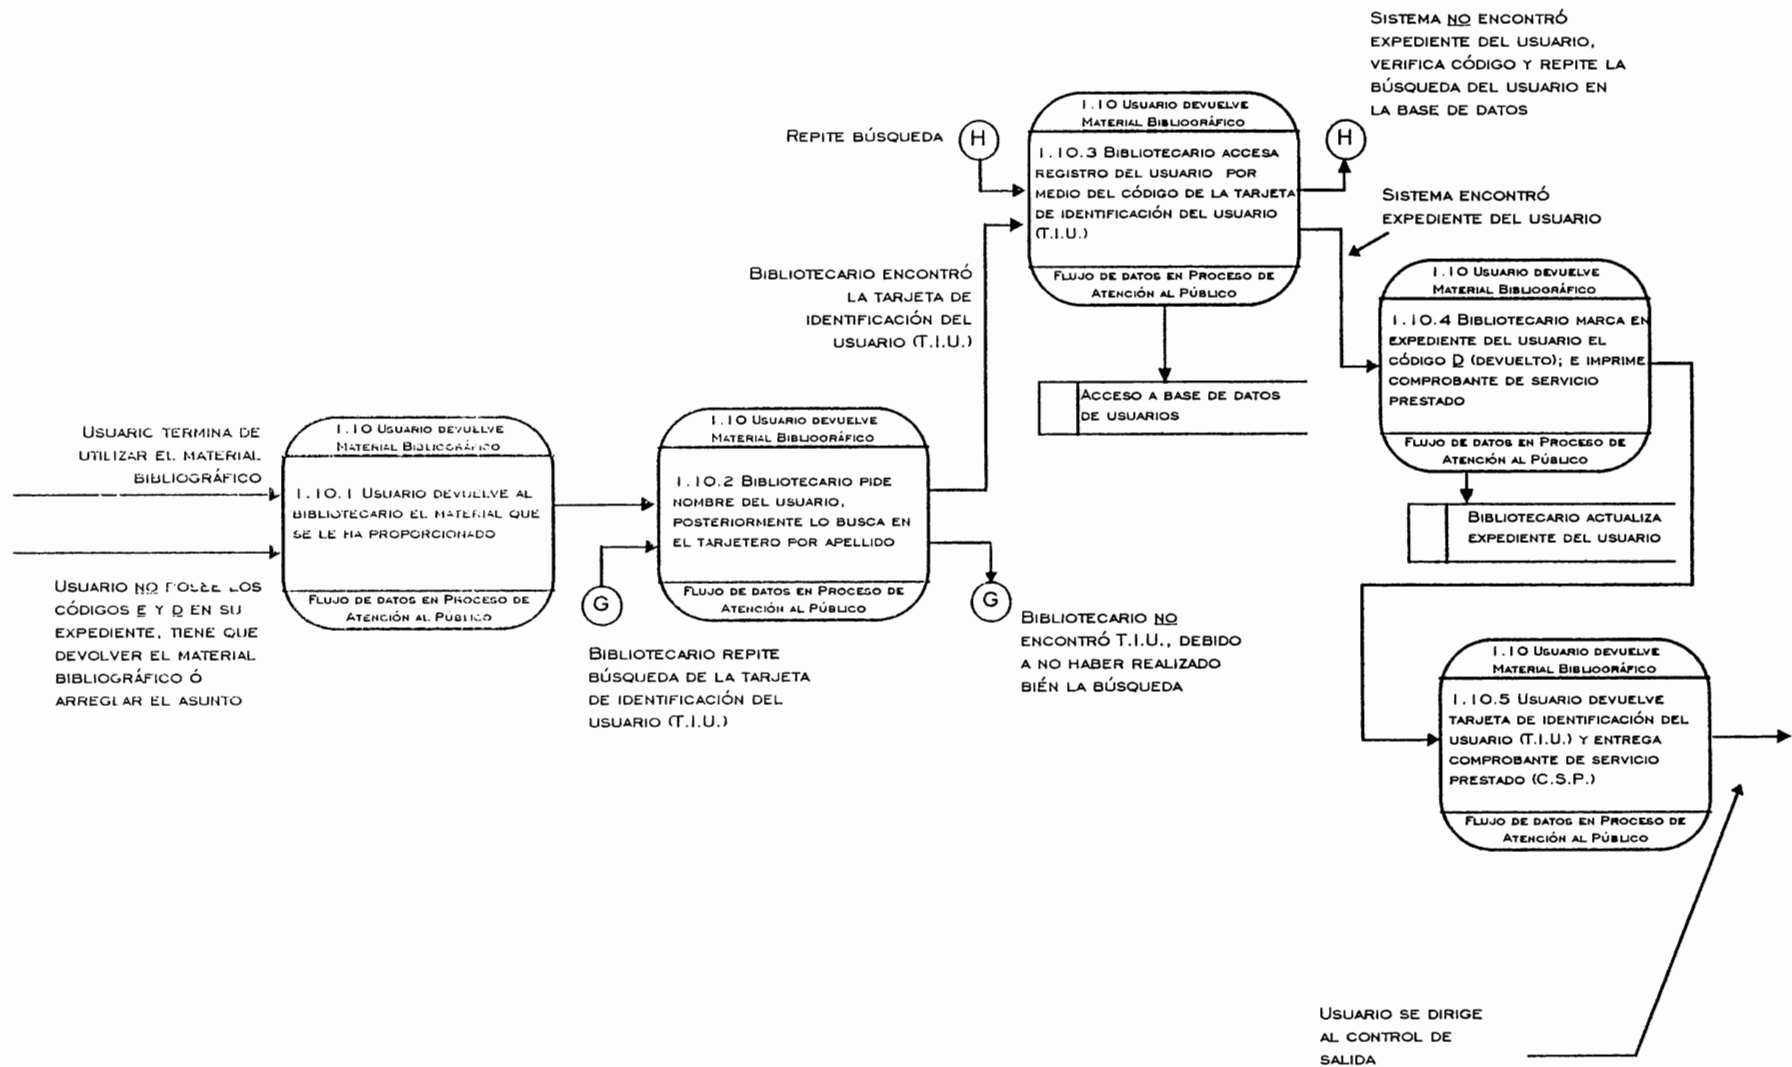 SISTEMA NO ENCONTRÓ
EXPEDIENTE DEL USUARIO,
VERIFICA CÓDIGO Y REPITE LA
BÚSQUEDA DEL USUARIO EN
LA BASE DE DATOS
REPITE BÚSQUEDA
H
1.10 USUARIO DEVUELVE
MATERIAL BIBLIOGRÁFICO
1.10.3 BIBLIOTECARIO ACCESA
REGISTRO DEL USUARIO POR
MEDIO DEL CÓDIGO DE LA TARJETA
DE IDENTIFICACIÓN DEL USUARIO
(T.I.U.)
FLUJO DE DATOS EN PROCESO DE
ATENCIÓN AL PÚBLICO
H
SISTEMA ENCONTRÓ
EXPEDIENTE DEL USUARIO
BIBLIOTECARIO ENCONTRÓ
LA TARJETA DE
IDENTIFICACIÓN DEL
USUARIO (T.I.U.)
ACCESO A BASE DE DATOS
DE USUARIOS
1.10 USUARIO DEVUELVE
MATERIAL BIBLIOGRÁFICO
1.10.4 BIBLIOTECARIO MARCA EN
EXPEDIENTE DEL USUARIO EL
CÓDIGO D (DEVUELTO); E IMPRIME
COMPROBANTE DE SERVICIO
PRESTADO
FLUJO DE DATOS EN PROCESO DE
ATENCIÓN AL PÚBLICO
BIBLIOTECARIO ACTUALIZA
EXPEDIENTE DEL USUARIO
USUARIO TERMINA DE
UTILIZAR EL MATERIAL
BIBLIOGRÁFICO
1.10 USUARIO DEVUELVE
MATERIAL BIBLIOGRÁFICO
1.10.1 USUARIO DEVUELVE AL
BIBLIOTECARIO EL MATERIAL QUE
SE LE HA PROPORCIONADO
FLUJO DE DATOS EN PROCESO DE
ATENCIÓN AL PÚBLICO
USUARIO NO POSEE LOS
CÓDIGOS E Y D EN SU
EXPEDIENTE, TIENE QUE
DEVOLVER EL MATERIAL
BIBLIOGRÁFICO Ó
ARREGLAR EL ASUNTO
1.10 USUARIO DEVUELVE
MATERIAL BIBLIOGRÁFICO
1.10.2 BIBLIOTECARIO PIDE
NOMBRE DEL USUARIO,
POSTERIORMENTE LO BUSCA EN
EL TARJETERO POR APELLIDO
FLUJO DE DATOS EN PROCESO DE
ATENCIÓN AL PÚBLICO
G
BIBLIOTECARIO REPITE
BÚSQUEDA DE LA TARJETA
DE IDENTIFICACIÓN DEL
USUARIO (T.I.U.)
G
BIBLIOTECARIO NO
ENCONTRÓ T.I.U., DEBIDO
A NO HABER REALIZADO
BIÉN LA BÚSQUEDA
1.10 USUARIO DEVUELVE
MATERIAL BIBLIOGRÁFICO
1.10.5 USUARIO DEVUELVE
TARJETA DE IDENTIFICACIÓN DEL
USUARIO (T.I.U.) Y ENTREGA
COMPROBANTE DE SERVICIO
PRESTADO (C.S.P.)
FLUJO DE DATOS EN PROCESO DE
ATENCIÓN AL PÚBLICO
USUARIO SE DIRIGE
AL CONTROL DE
SALIDA